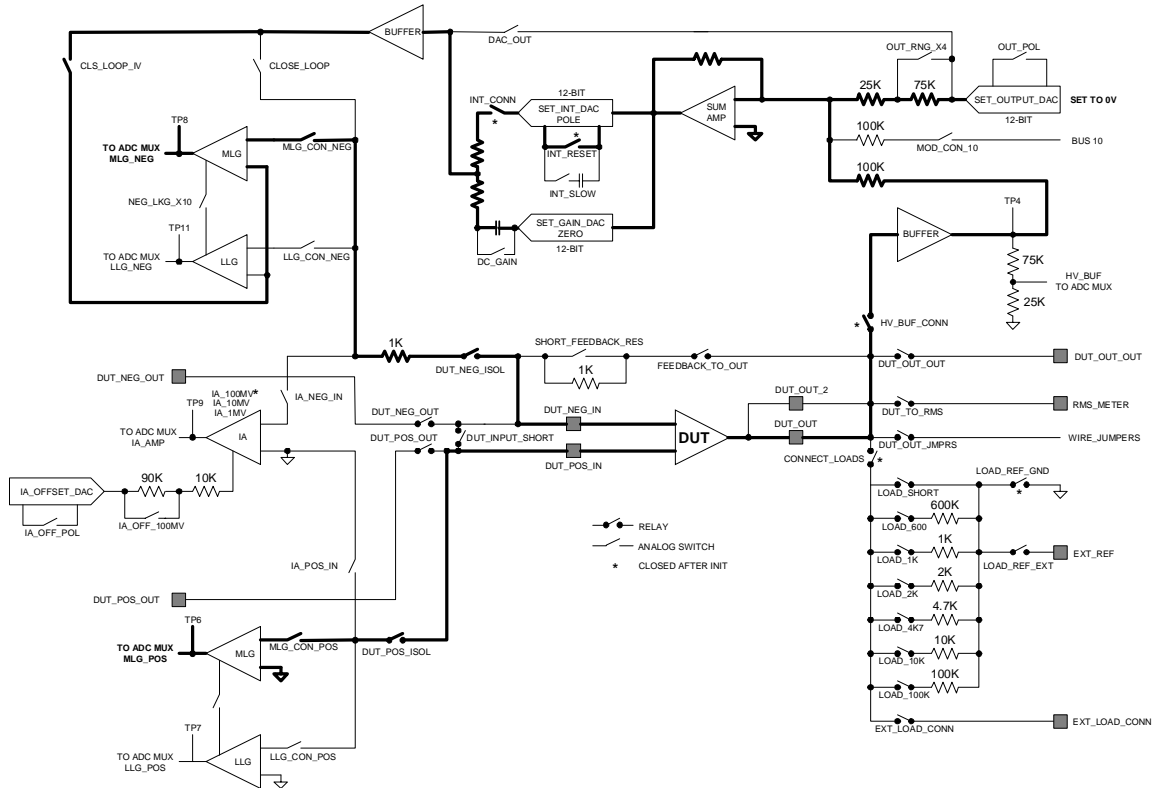 BUFFER
DAC_OUT
CLS_LOOP_IV
CLOSE_LOOP
OUT_RNG_X4
OUT_POL
25K
75K
SET_OUTPUT_DAC
12-BIT
SET TO 0V
INT_CONN
*
12-BIT
SET_INT_DAC
POLE
*
INT_RESET
INT_SLOW
SUM
AMP
100K
MOD_CON_10
BUS 10
100K
TP8
TO ADC MUX
MLG_NEG
MLG
MLG_CON_NEG
NEG_LKG_X10
TP11
TO ADC MUX
LLG_NEG
LLG
LLG_CON_NEG
SET_GAIN_DAC
ZERO
12-BIT
DC_GAIN
BUFFER
TP4
75K
HV_BUF
TO ADC MUX
25K
* HV_BUF_CONN
1K
DUT_NEG_ISOL
SHORT_FEEDBACK_RES
1K
FEEDBACK_TO_OUT
DUT_OUT_OUT
DUT_OUT_OUT
DUT_NEG_OUT
IA_100MV*
IA_10MV
IA_1MV
TP9
TO ADC MUX
IA_AMP
IA
IA_NEG_IN
DUT_NEG_OUT
DUT_POS_OUT
DUT_INPUT_SHORT
DUT_NEG_IN
DUT_POS_IN
DUT
DUT_OUT_2
DUT_OUT
DUT_TO_RMS
RMS_METER
DUT_OUT_JMPRS
WIRE_JUMPERS
CONNECT_LOADS
*
IA_OFFSET_DAC
90K
10K
IA_OFF_POL
IA_OFF_100MV
IA_POS_IN
LOAD_SHORT
LOAD_REF_GND
*
600K
LOAD_600
1K
LOAD_1K
LOAD_REF_EXT
EXT_REF
2K
LOAD_2K
4.7K
LOAD_4K7
10K
LOAD_10K
100K
LOAD_100K
EXT_LOAD_CONN
EXT_LOAD_CONN
RELAY
ANALOG SWITCH
* CLOSED AFTER INIT
DUT_POS_OUT
TP6
TO ADC MUX
MLG_POS
MLG
MLG_CON_POS
DUT_POS_ISOL
TP7
TO ADC MUX
LLG_POS
LLG
LLG_CON_POS